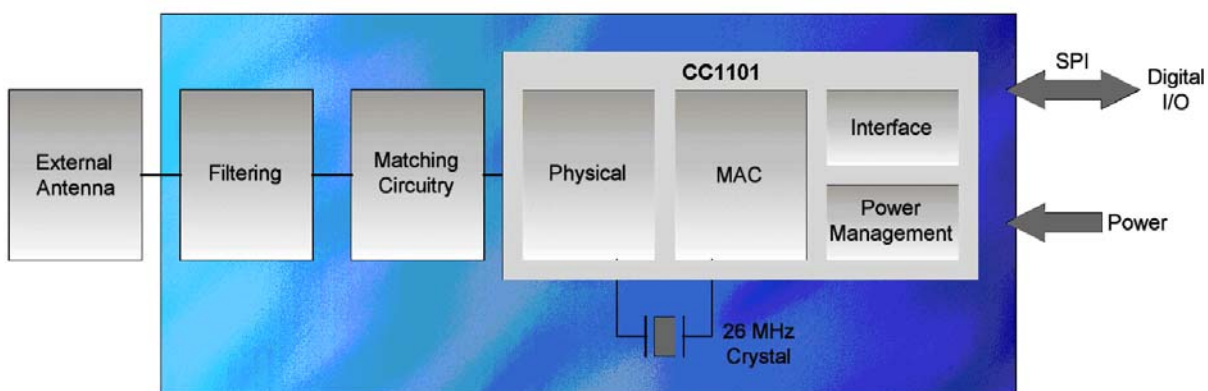 CC1101
SPI
Digital
I/O
External
Antenna
Filtering
Matching
Circuitry
Physical
MAC
Interface
Power
Management
Power
26 MHz
Crystal